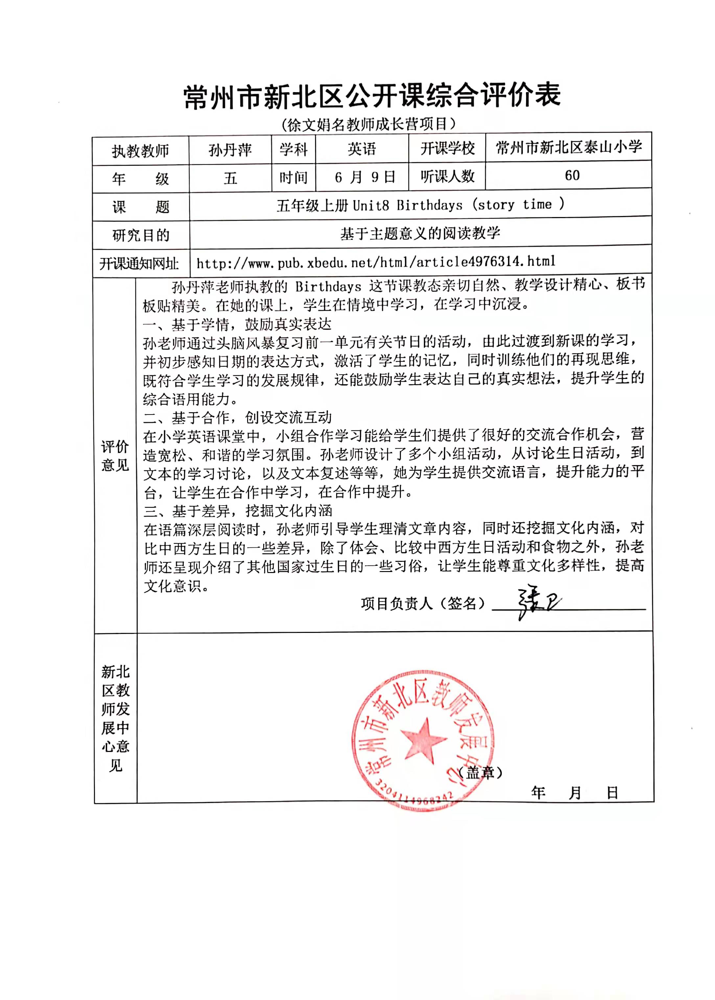 常州市新北区公开课综合评价表
(徐文娟名教师成长营项目）
执教教师 孙丹萍 学科 英语 开课学校 常州市新北区泰山小学
年 级 五 时间 6 月 9日 听课人数 60
课 题 五年级上册Unit8 Birthdays (story time )
研究目的 基于主题意义的阅读教学
开课通知网址 http://www.pub.xbedu.net/html/article4976314.html
评价
意见
孙丹萍老师执教的 Birthdays 这节课教态亲切自然、教学设计精心、板书
板贴精美。在她的课上，学生在情境中学习，在学习中沉浸。
一、基于学情，鼓励真实表达
孙老师通过头脑风暴复习前一单元有关节日的活动，由此过渡到新课的学习，
并初步感知日期的表达方式，激活了学生的记忆，同时训练他们的再现思维，
既符合学生学习的发展规律，还能鼓励学生表达自己的真实想法，提升学生的
综合语用能力。
二、基于合作，创设交流互动
在小学英语课堂中，小组合作学习能给学生们提供了很好的交流合作机会，营
造宽松、和谐的学习氛围。孙老师设计了多个小组活动，从讨论生日活动，到
文本的学习讨论，以及文本复述等等，她为学生提供交流语言，提升能力的平
台，让学生在合作中学习，在合作中提升。
三、基于差异，挖掘文化内涵
在语篇深层阅读时，孙老师引导学生理清文章内容，同时还挖掘文化内涵，对
比中西方生日的一些差异，除了体会、比较中西方生日活动和食物之外，孙老
师还呈现介绍了其他国家过生日的一些习俗，让学生能尊重文化多样性，提高
文化意识。
项目负责人（签名）
新北
区教
师发
展中
心意
见
常州市新北区教师发展中心
3204114968242
（盖章）
年 月 日